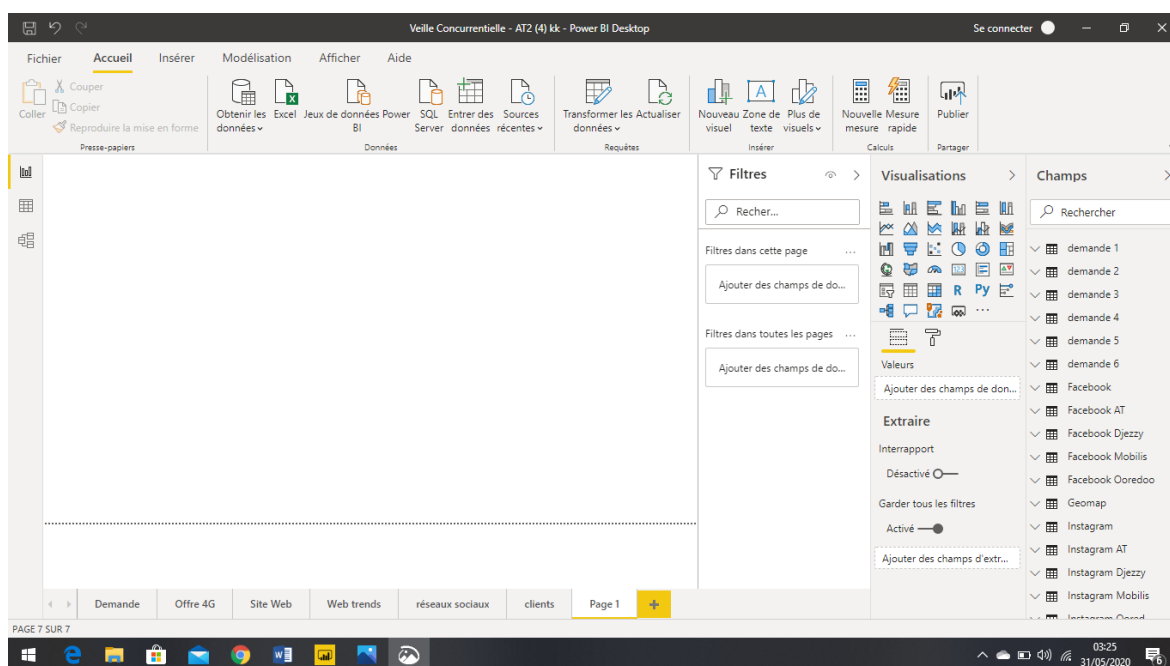 Veille Concurrentielle - AT2 (4) kk - Power BI Desktop
Se connecter
Fichier Accueil Insérer Modélisation Afficher Aide
Coller
Couper
Copier
Reproduire la mise en forme
Presse-papiers
Obtenir les données
Excel
Jeux de données Power BI
SQL Server
Entrer des données
Sources récentes
Données
Transformer les données
Actualiser
Requêtes
Nouveau visuel
Zone de texte
Plus de visuels
Insérer
Nouvelle mesure
Mesure rapide
Calculs
Publier
Partager
Filtres
Recher...
Filtres dans cette page ...
Ajouter des champs de do...
Filtres dans toutes les pages ...
Ajouter des champs de do...
Visualisations
123
R Py
...
Valeurs
Ajouter des champs de don...
Extraire
Interrapport
Désactivé
Garder tous les filtres
Activé
Ajouter des champs d'extr...
Champs
Rechercher
demande 1
demande 2
demande 3
demande 4
demande 5
demande 6
Facebook
Facebook AT
Facebook Djezzy
Facebook Mobilis
Facebook Ooredoo
Geomap
Instagram
Instagram AT
Instagram Djezzy
Instagram Mobilis
Demande Offre 4G Site Web Web trends réseaux sociaux clients Page 1 +
PAGE 7 SUR 7
03:25
31/05/2020